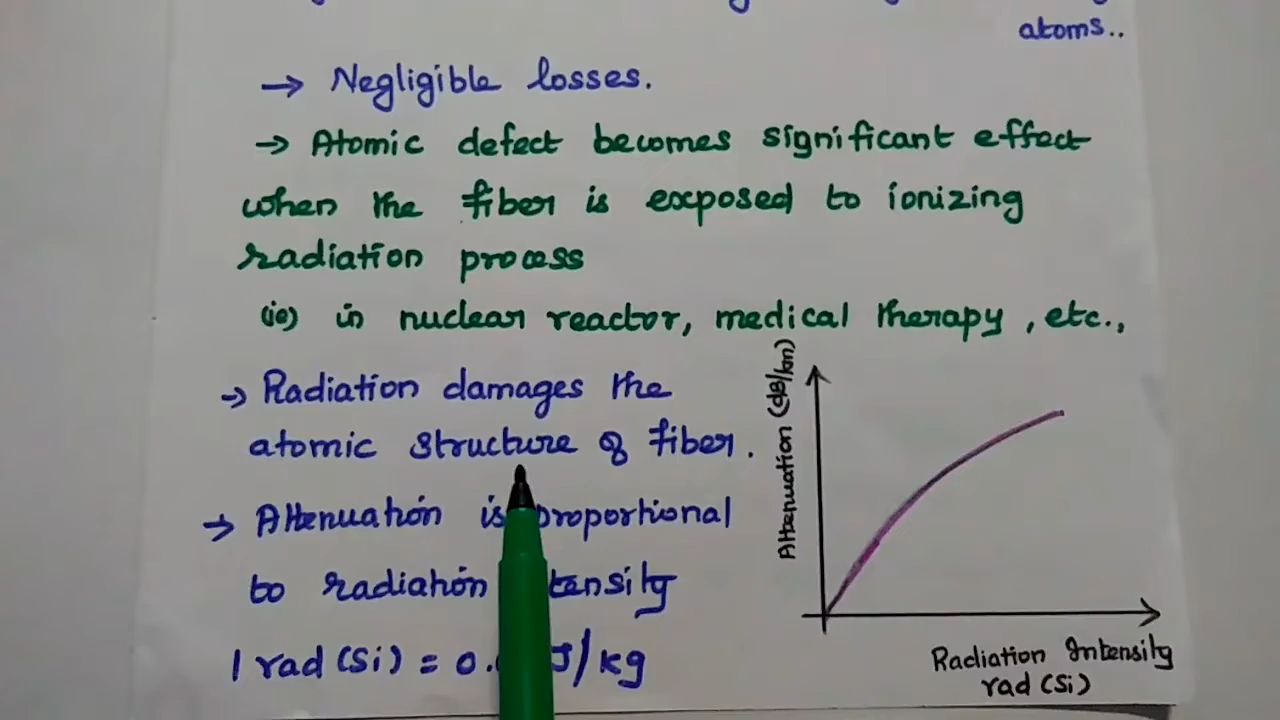 atoms..
→ Negligible losses.
→ Atomic defect becomes significant effect
when the fiber is exposed to ionizing
radiation process
(ie) in nuclear reactor, medical therapy, etc.,
→ Radiation damages the
atomic structure of fiber.
→ Attenuation is proportional
to radiation
1 rad (Si) = 0. J/kg
Attenuation (dB/km)
Radiation Intensity
rad (Si)